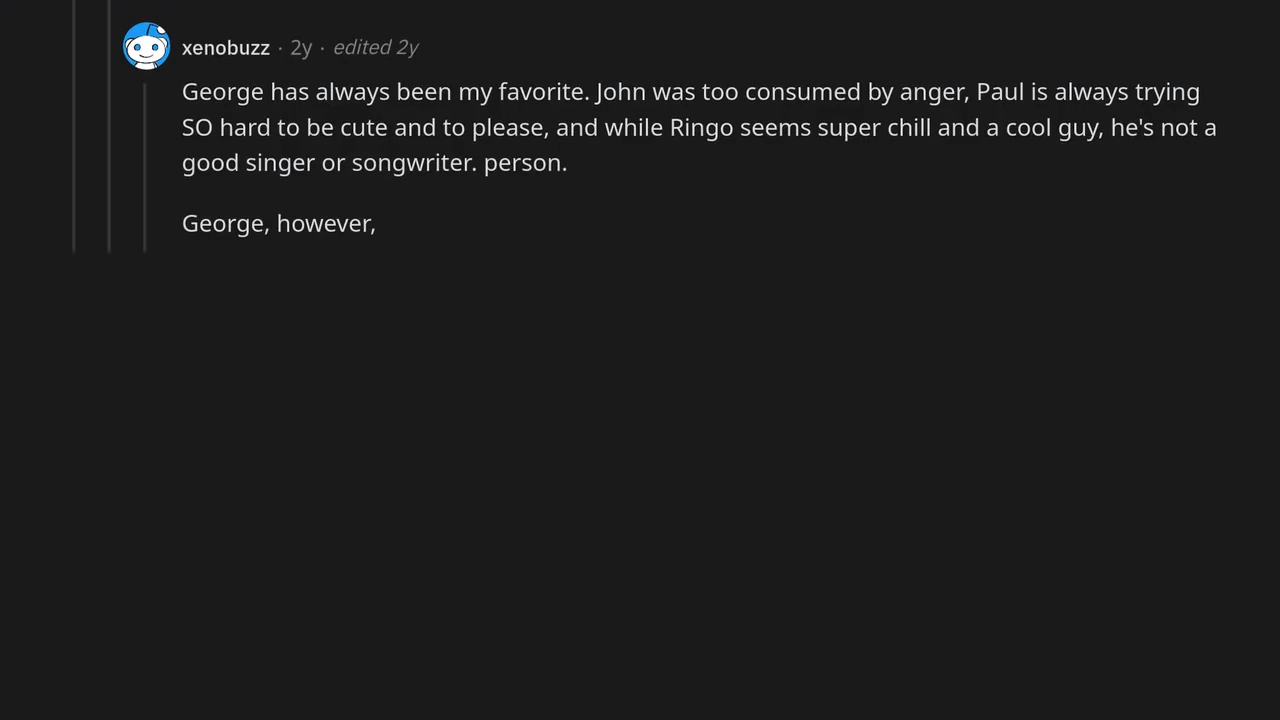 xenobuzz · 2y · edited 2y
George has always been my favorite. John was too consumed by anger, Paul is always trying
SO hard to be cute and to please, and while Ringo seems super chill and a cool guy, he's not a
good singer or songwriter. person.
George, however,